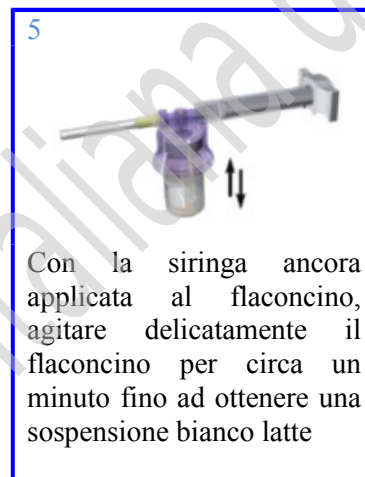 5
Con la siringa ancora
applicata al flaconcino,
agitare delicatamente il
flaconcino per circa un
minuto fino ad ottenere una
sospensione bianco latte